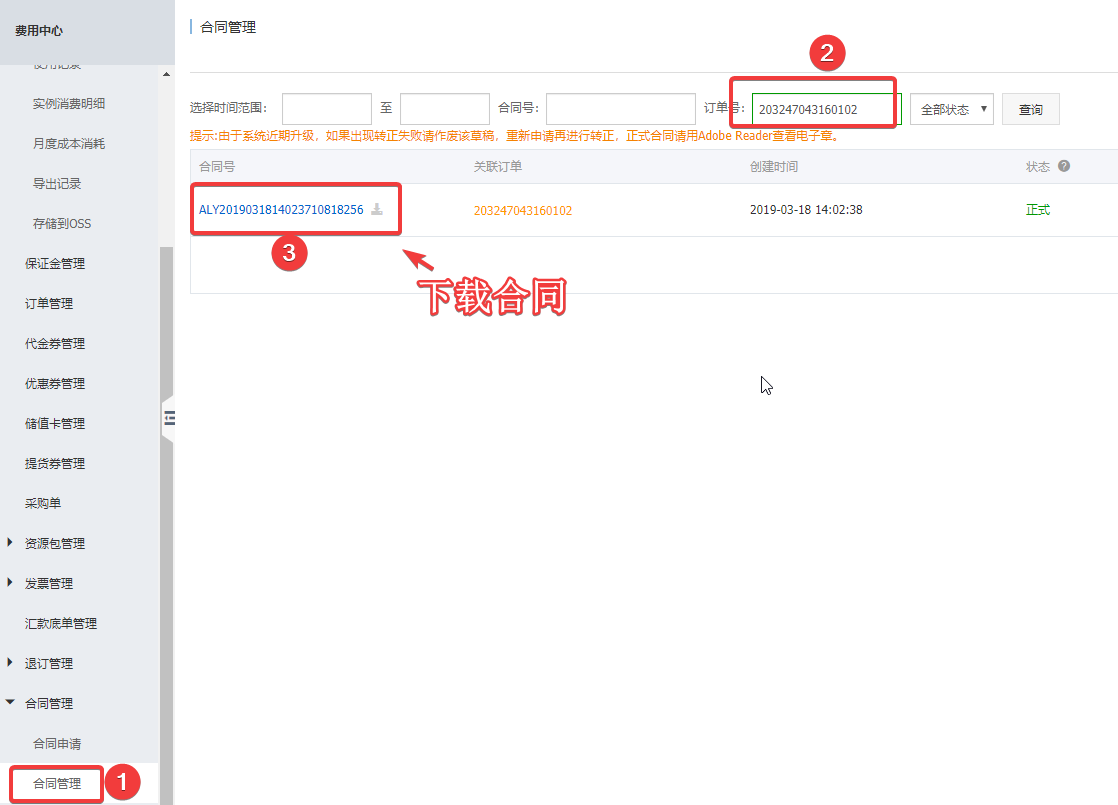 费用中心
使用记录
实例消费明细
月度成本消耗
导出记录
存储到OSS
保证金管理
订单管理
代金券管理
优惠券管理
储值卡管理
提货券管理
采购单
资源包管理
发票管理
汇款底单管理
退订管理
合同管理
合同申请
合同管理
1
合同管理
2
选择时间范围： 至 合同号： 订单号： 203247043160102 全部状态 查询
提示:由于系统近期升级，如果出现转正失败请作废该草稿，重新申请再进行转正，正式合同请用Adobe Reader查看电子章。
合同号 关联订单 创建时间 状态 ?
ALY2019031814023710818256 203247043160102 2019-03-18 14:02:38 正式
3
下载合同